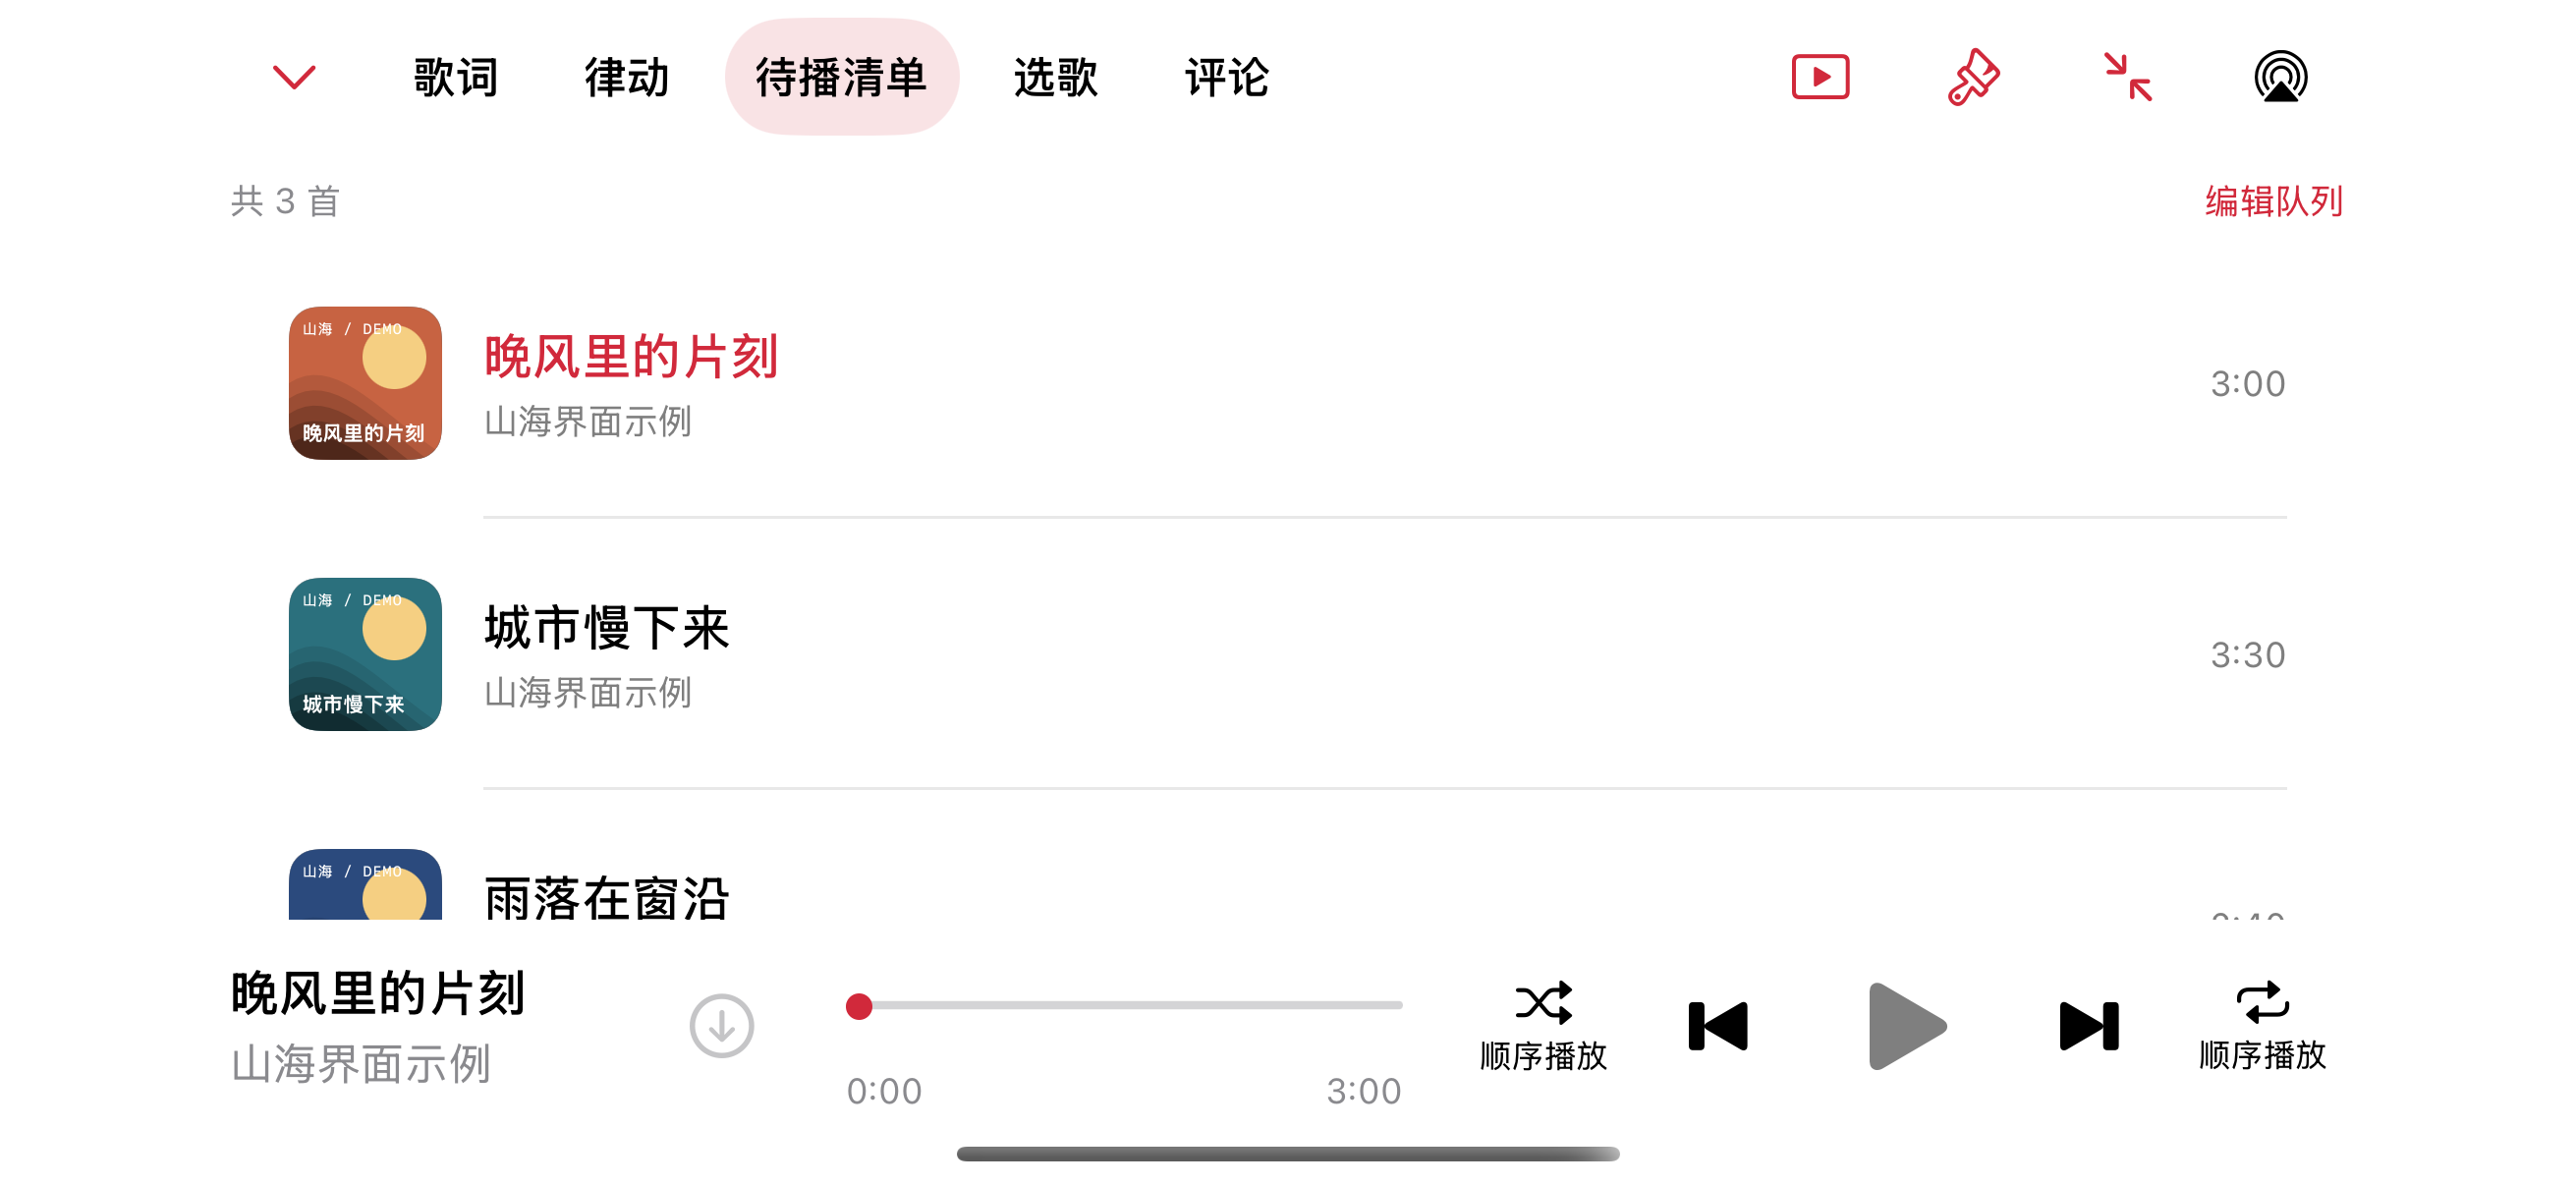 歌词 律动 待播清单 选歌 评论
共 3 首 编辑队列
山海 / DEMO
晚风里的片刻
晚风里的片刻
山海界面示例
3:00
山海 / DEMO
城市慢下来
城市慢下来
山海界面示例
3:30
山海 / DEMO
雨落在窗沿
晚风里的片刻
山海界面示例
0:00 3:00
顺序播放
顺序播放